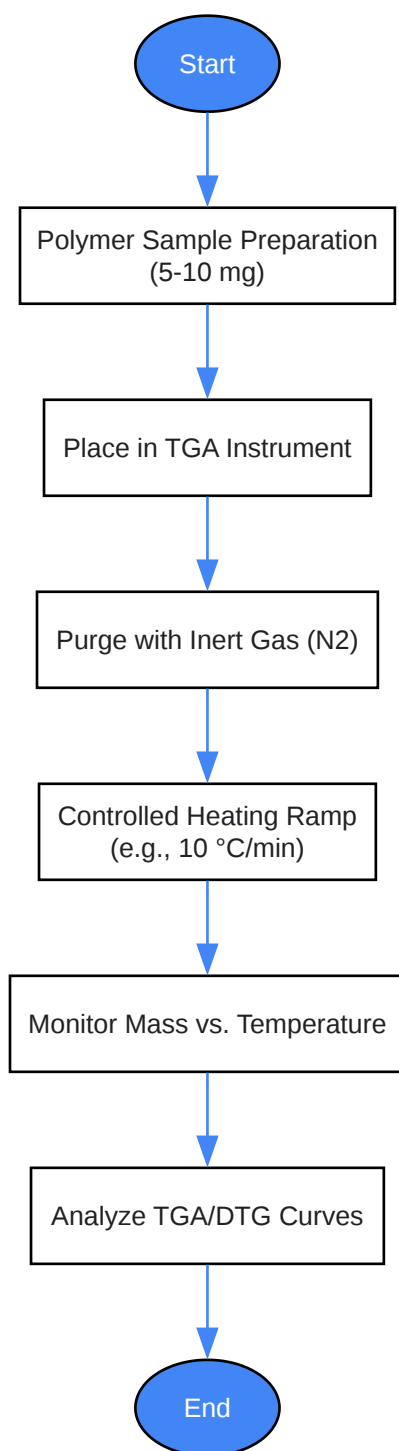 Start
Polymer Sample Preparation
(5-10 mg)
Place in TGA Instrument
Purge with Inert Gas (N2)
Controlled Heating Ramp
(e.g., 10 °C/min)
Monitor Mass vs. Temperature
Analyze TGA/DTG Curves
End